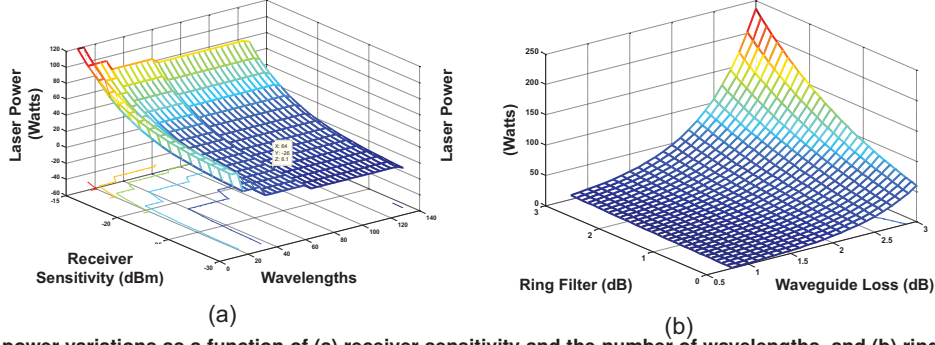 120
100
80
60
40
20
0
-20
-40
-60
-15
-20
-30
0
20
40
60
80
100
120
140
Laser Power
(Watts)
X: 64
Y: -26
Z: 6.1
Receiver
Sensitivity (dBm)
Wavelengths
(a)
250
200
150
100
50
0
3
2
1
0
0.5
1
1.5
2
2.5
3
Laser Power
(Watts)
Ring Filter (dB)
Waveguide Loss (dB)
(b)
power variations as a function of (a) receiver sensitivity and the number of wavelengths, and (b) ring